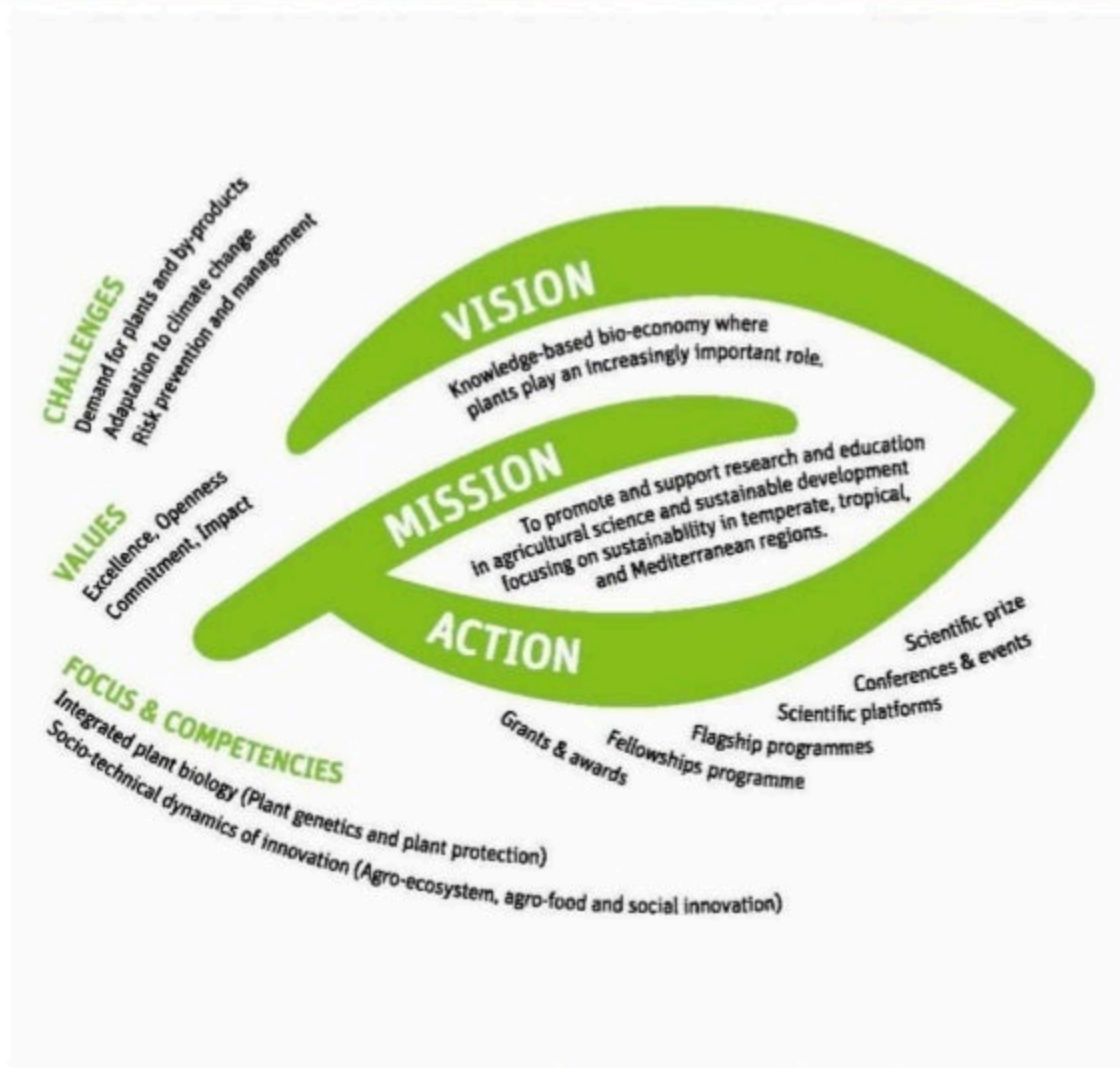 CHALLENGES
Demand for plants and by-products
Adaptation to climate change
Risk prevention and management
VALUES
Excellence, Openness
Commitment, Impact
FOCUS & COMPETENCIES
Integrated plant biology (Plant genetics and plant protection)
Socio-technical dynamics of innovation (Agro-ecosystem, agro-food and social innovation)
VISION
Knowledge-based bio-economy where
plants play an increasingly important role.
MISSION
To promote and support research and education
in agricultural science and sustainable development
focusing on sustainability in temperate, tropical,
and Mediterranean regions.
ACTION
Grants & awards
Fellowships programme
Flagship programmes
Scientific platforms
Conferences & events
Scientific prize